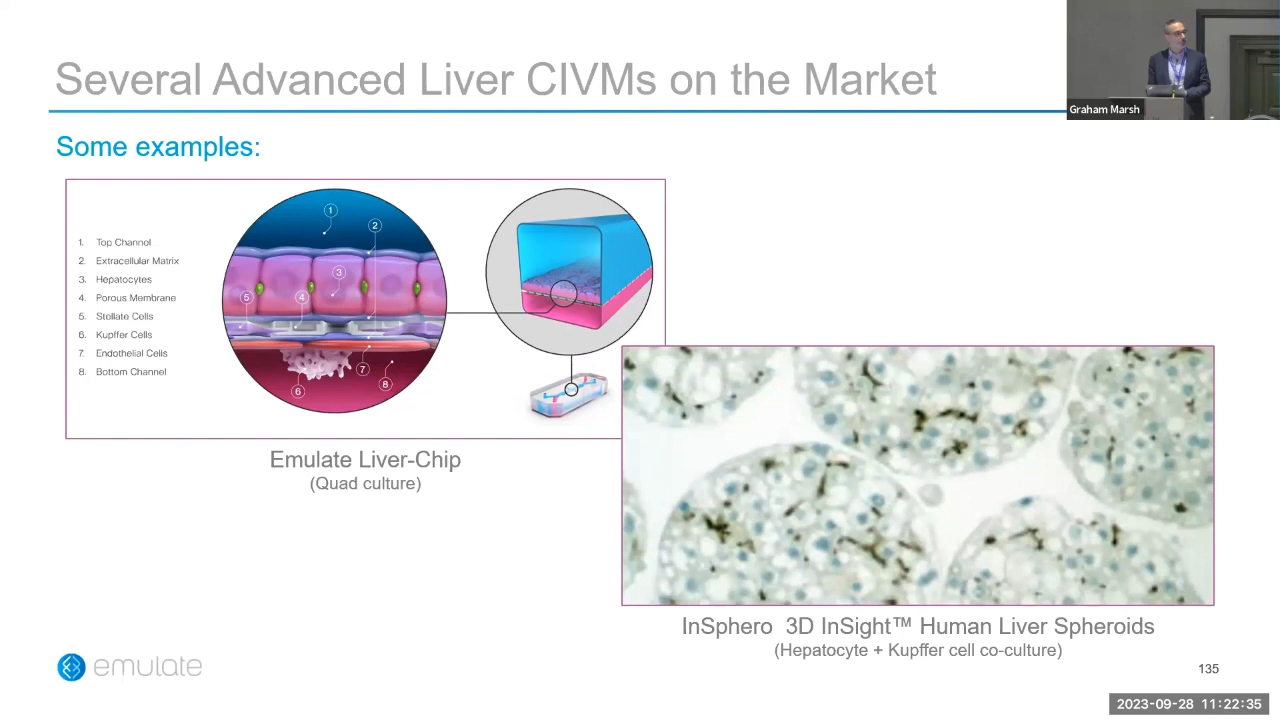 Several Advanced Liver CIVMs on the Market
Graham Marsh
Some examples:
1. Top Channel
2. Extracellular Matrix
3. Hepatocytes
4. Porous Membrane
5. Stellate Cells
6. Kupffer Cells
7. Endothelial Cells
8. Bottom Channel
1
2
3
4
5
6
7
8
Emulate Liver-Chip
(Quad culture)
InSphero 3D InSight™ Human Liver Spheroids
(Hepatocyte + Kupffer cell co-culture)
emulate
135
2023-09-28 11:22:35